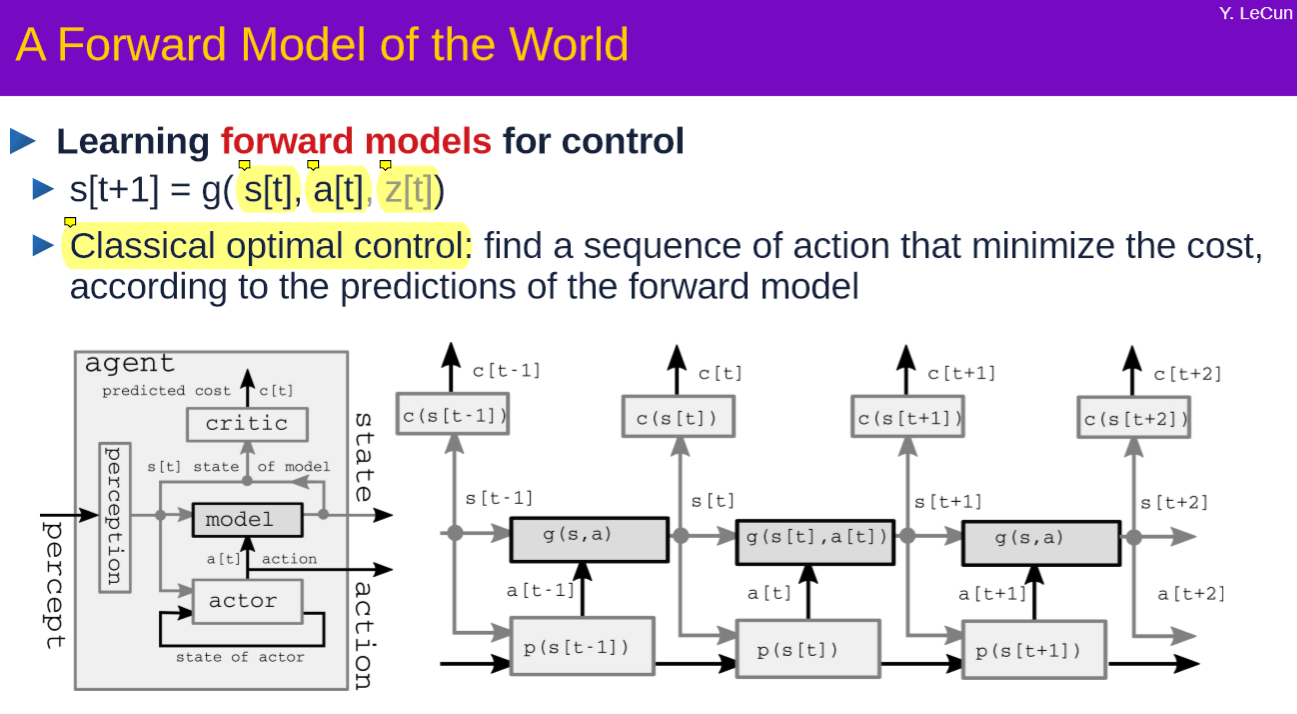 Y. LeCun
A Forward Model of the World
Learning forward models for control
s[t+1] = g( s[t], a[t], z[t])
Classical optimal control: find a sequence of action that minimize the cost,
according to the predictions of the forward model
agent
predicted cost
c[t]
critic
s[t] state of model
perception
model
a[t] action
actor
state of actor
percept
state
action
c[t-1]
c[t]
c[t+1]
c[t+2]
c(s[t-1])
c(s[t])
c(s[t+1])
c(s[t+2])
s[t-1]
s[t]
s[t+1]
s[t+2]
g(s,a)
g(s[t],a[t])
g(s,a)
a[t-1]
a[t]
a[t+1]
a[t+2]
p(s[t-1])
p(s[t])
p(s[t+1])